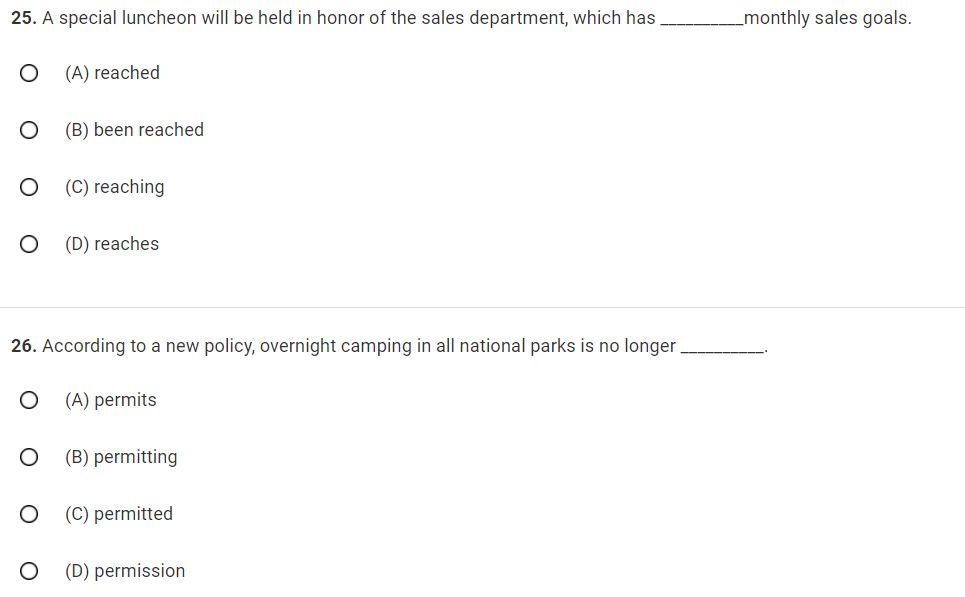 25. A special luncheon will be held in honor of the sales department, which has __________monthly sales goals.
(A) reached
(B) been reached
(C) reaching
(D) reaches
26. According to a new policy, overnight camping in all national parks is no longer __________.
(A) permits
(B) permitting
(C) permitted
(D) permission